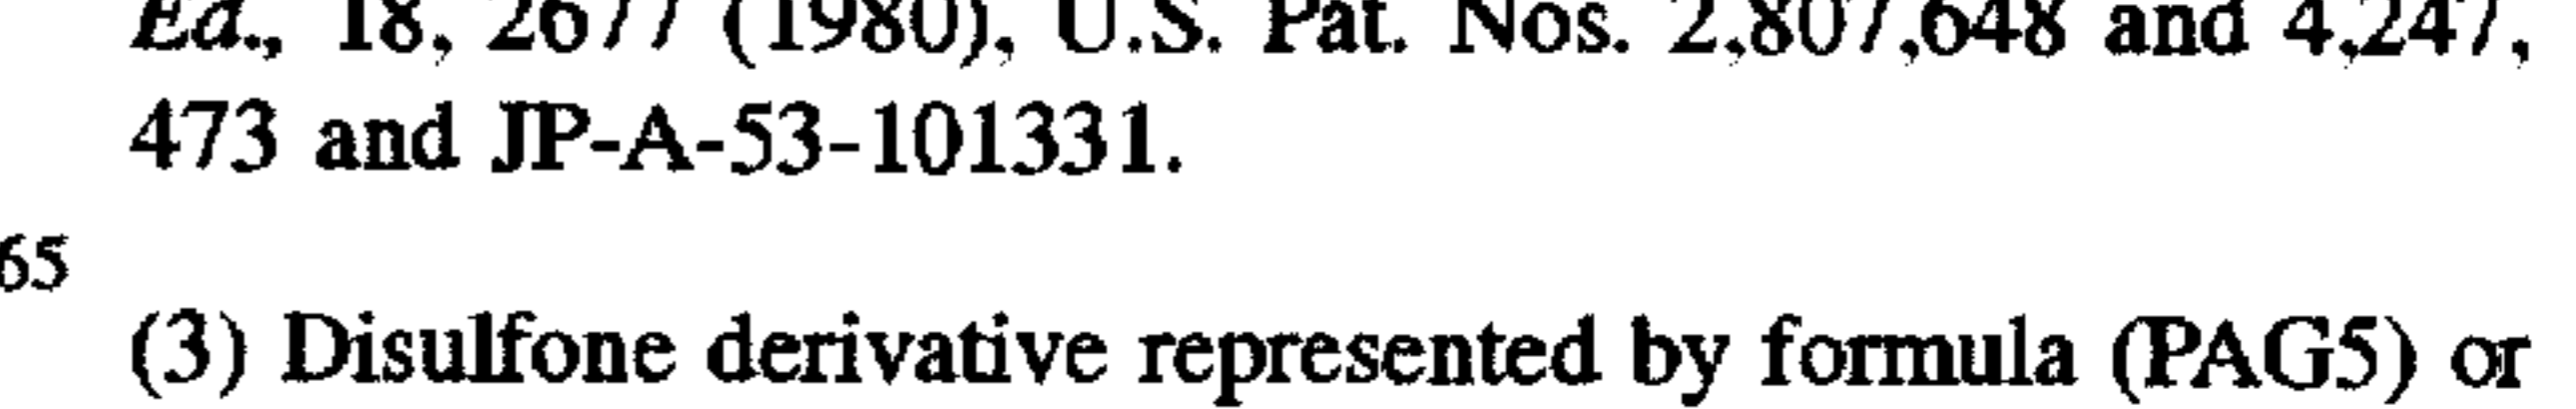 Ed., 18, 2677 (1980), U.S. Pat. Nos. 2,807,648 and 4,247,
473 and JP-A-53-101331.
65
(3) Disulfone derivative represented by formula (PAG5) or